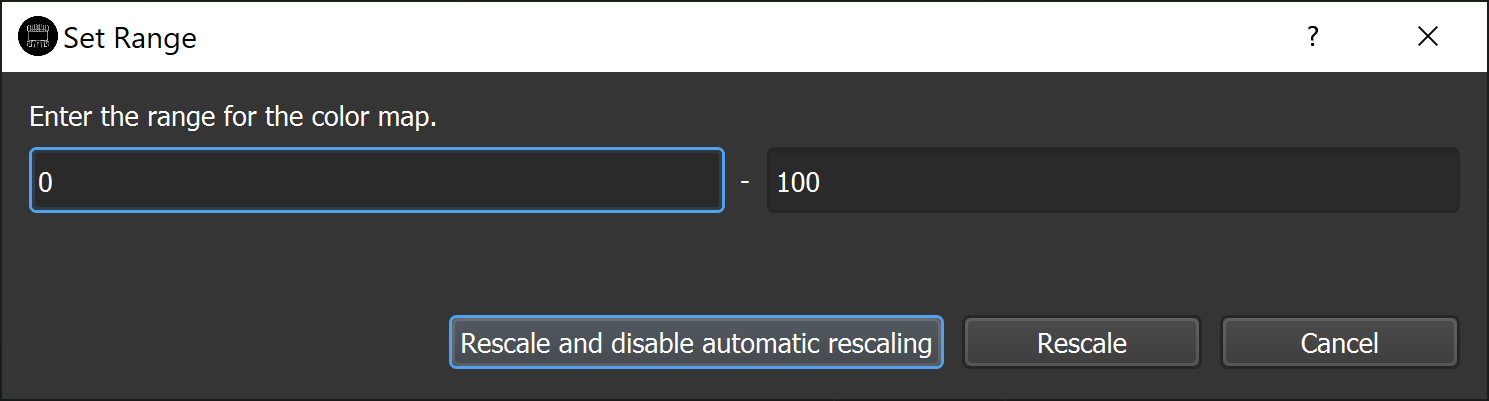 Set Range
?
Enter the range for the color map.
0 - 100
Rescale and disable automatic rescaling Rescale Cancel